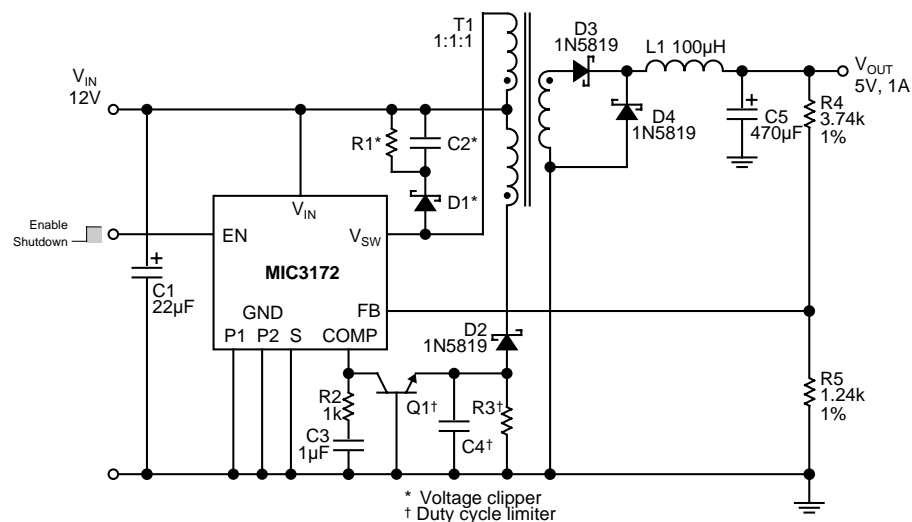 T1
1:1:1
D3
1N5819
L1 100µH
V_OUT
5V, 1A
V_IN
12V
R1*
C2*
D4
1N5819
C5
470µF
R4
3.74k
1%
D1*
V_IN
Enable
Shutdown
EN
V_SW
MIC3172
C1
22µF
GND
FB
P1 P2 S COMP
D2
1N5819
R2
1k
Q1†
R3†
C4†
C3
1µF
R5
1.24k
1%
* Voltage clipper
† Duty cycle limiter